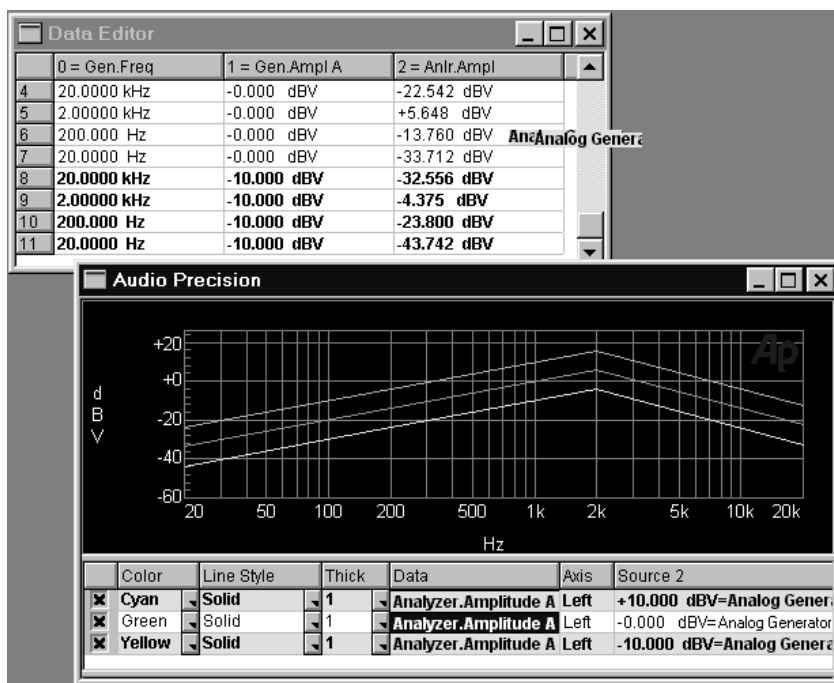 Data Editor
0 = Gen.Freq 1 = Gen.Ampl A 2 = Anlr.Ampl
4 20.0000 kHz -0.000 dBV -22.542 dBV
5 2.00000 kHz -0.000 dBV +5.648 dBV
6 200.000 Hz -0.000 dBV -13.760 dBV
AnaAnalog Genera
7 20.0000 Hz -0.000 dBV -33.712 dBV
8 20.0000 kHz -10.000 dBV -32.556 dBV
9 2.00000 kHz -10.000 dBV -4.375 dBV
10 200.000 Hz -10.000 dBV -23.800 dBV
11 20.0000 Hz -10.000 dBV -43.742 dBV
Audio Precision
Ap
+20
+0
-20
-40
-60
d
B
V
20 50 100 200 500 1k 2k 5k 10k 20k
Hz
Color Line Style Thick Data Axis Source 2
Cyan Solid 1 Analyzer.Amplitude A Left +10.000 dBV=Analog Genera
Green Solid 1 Analyzer.Amplitude A Left -0.000 dBV=Analog Generator
Yellow Solid 1 Analyzer.Amplitude A Left -10.000 dBV=Analog Genera